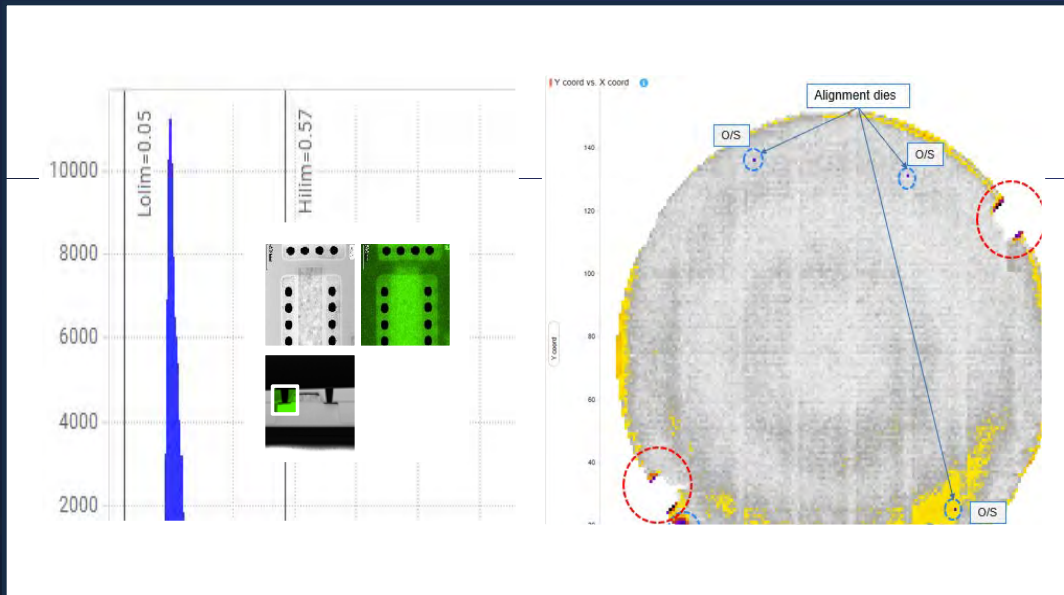 Lolim=0.05
Hilim=0.57
10000
8000
6000
4000
2000
Y coord vs. X coord
Alignment dies
O/S
O/S
O/S
140
120
100
80
60
40
Y coord